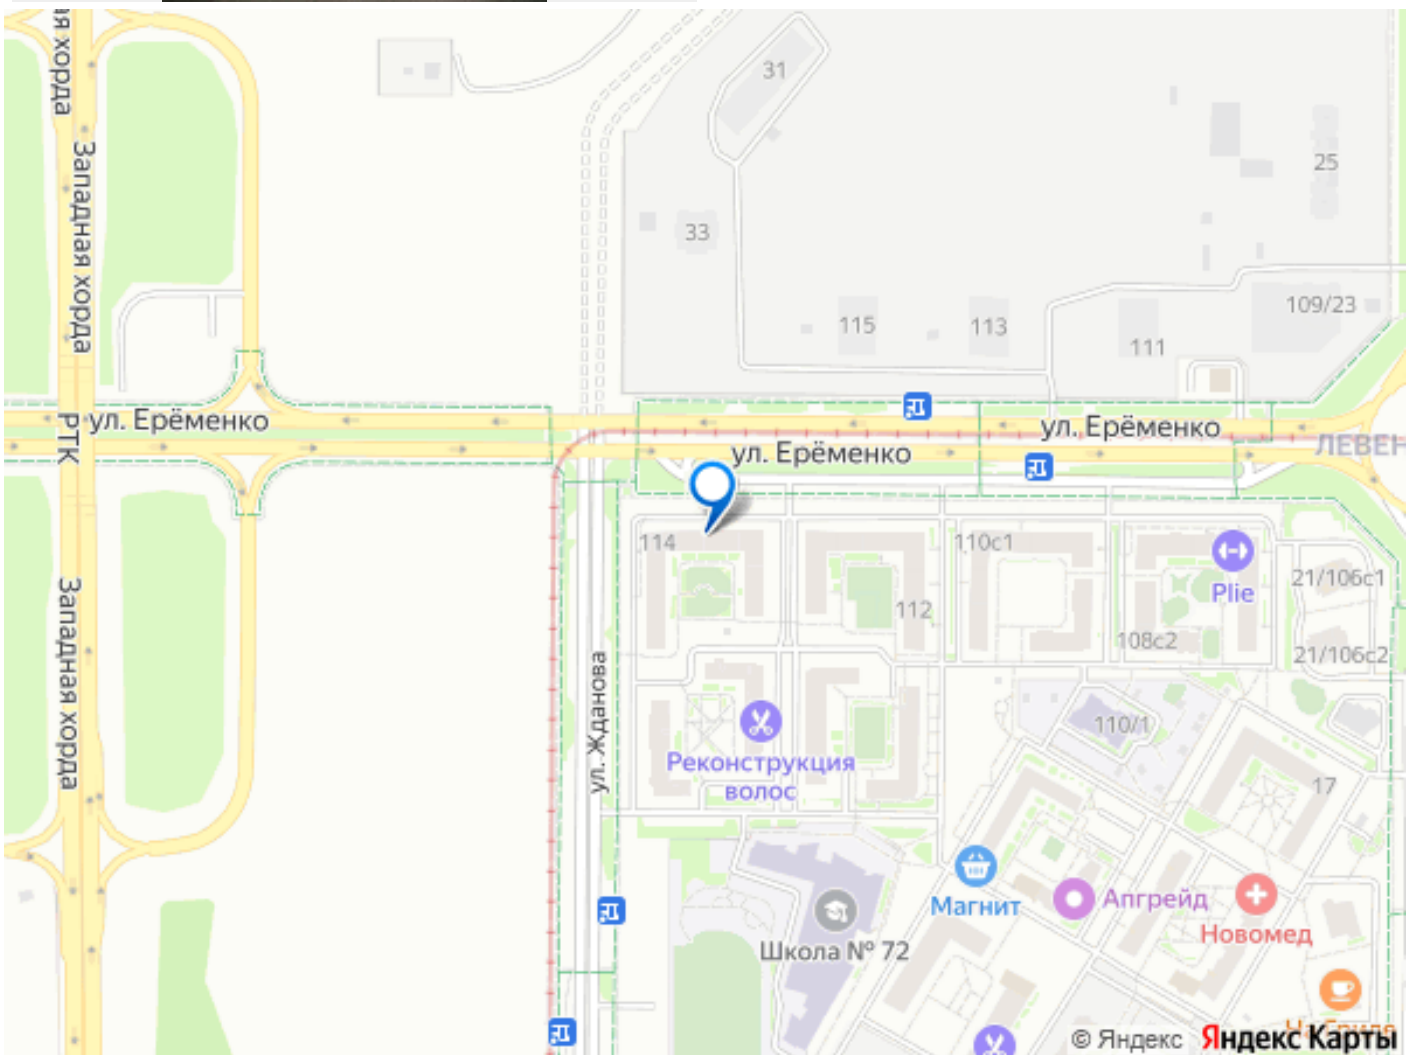 ая хорда
31
Западная хорда
25
33
109/23
115
113
111
ул. Ерёменко
ул. Ерёменко
РТК
ул. Ерёменко
ЛЕВЕН
114
110с1
Plie
21/106с1
112
108с2
21/106с2
Западная хорда
ул. Жданова
110/1
Реконструкция
волос
17
Магнит
Апгрейд
Новомед
Школа № 72
© Яндекс Яндекс Карты